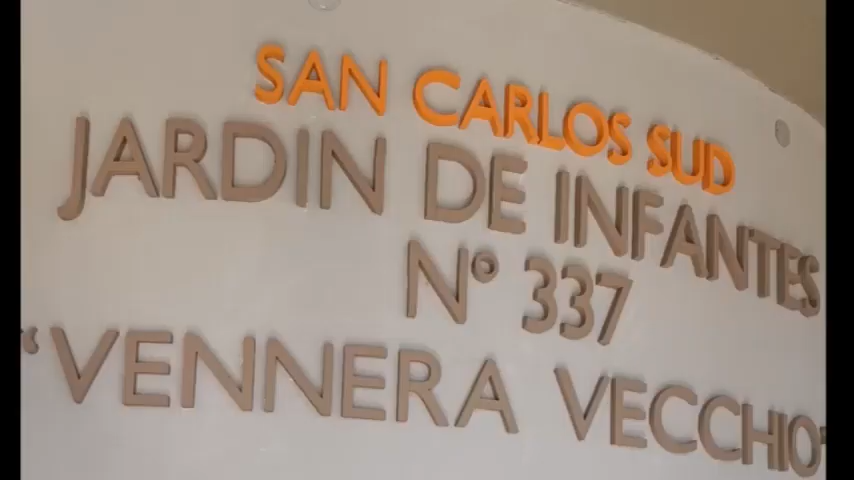 SAN CARLOS SUD
JARDIN DE INFANTES
N° 337
"VENNERA VECCHIO"